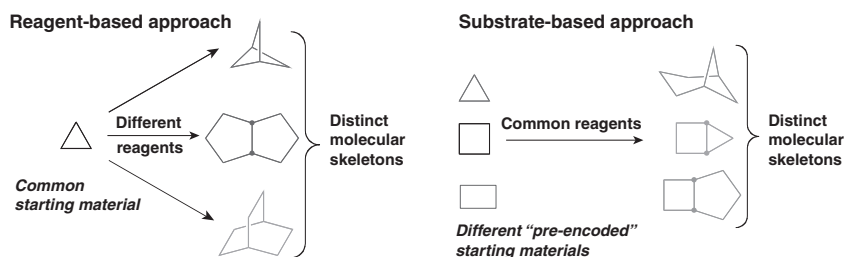 Reagent-based approach
Different
reagents
Common
starting material
Distinct
molecular
skeletons
Substrate-based approach
Common reagents
Different “pre-encoded”
starting materials
Distinct
molecular
skeletons